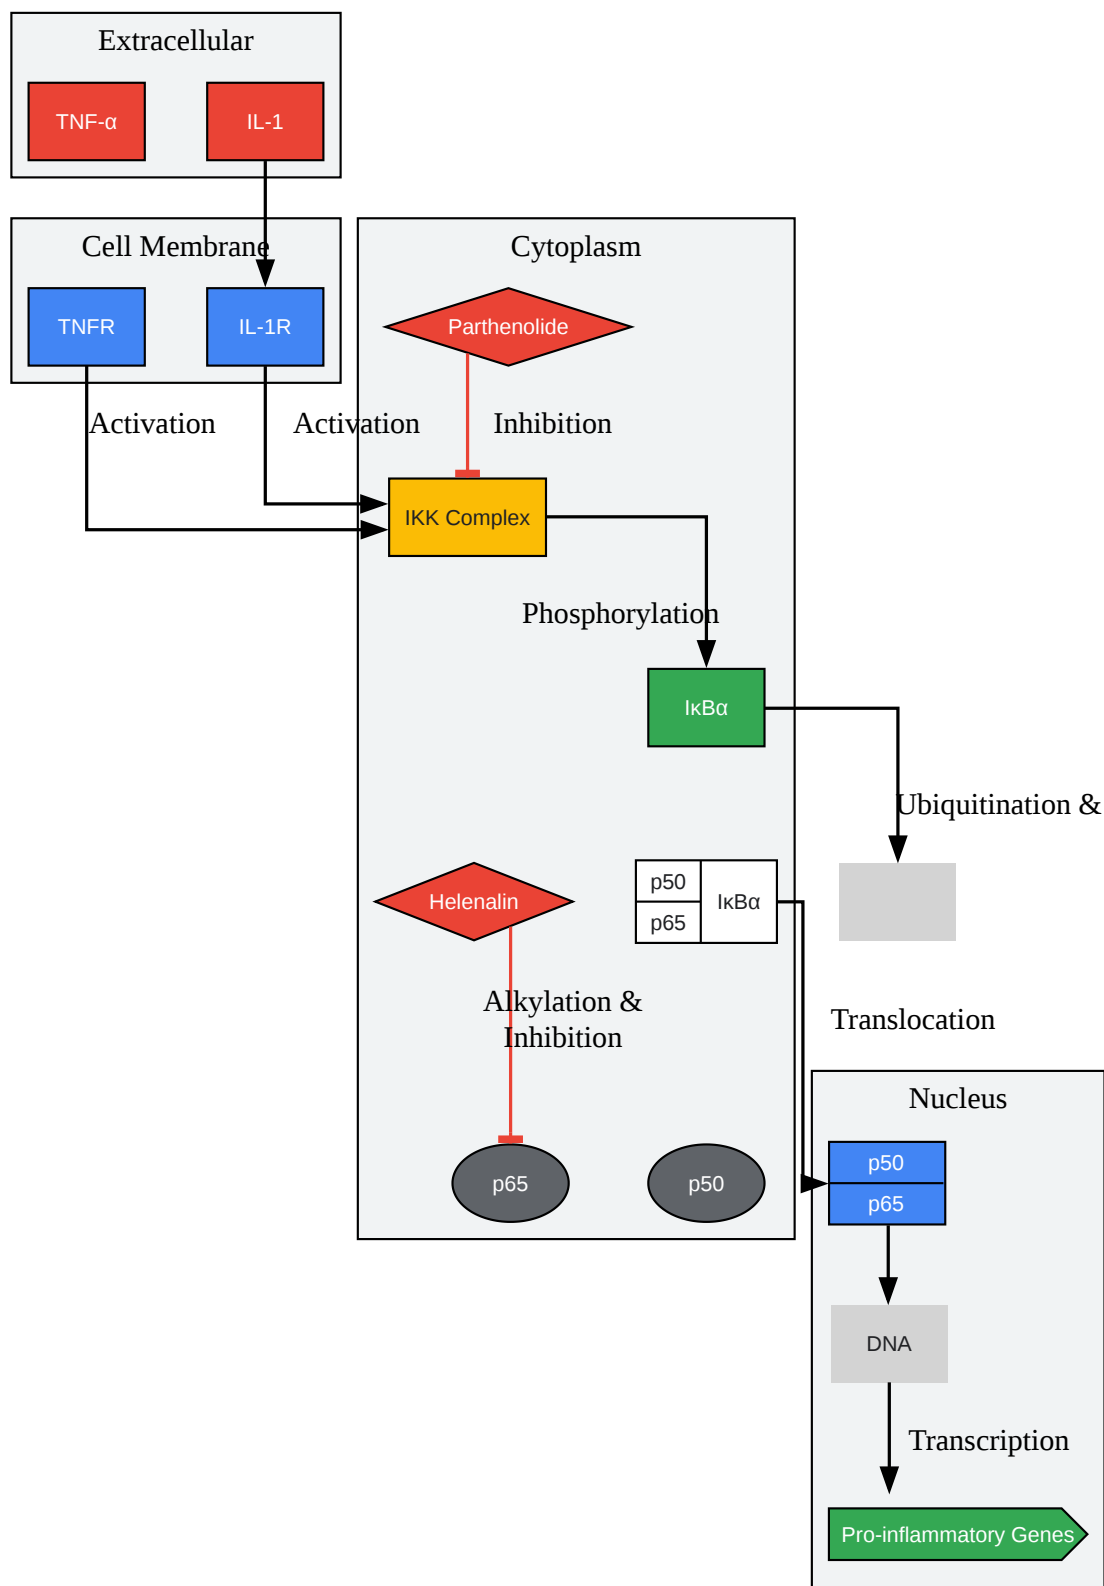 Extracellular
TNF-α
IL-1
Cell Membrane
Cytoplasm
TNFR
IL-1R
Parthenolide
Activation
Activation
Inhibition
IKK Complex
Phosphorylation
IκBα
Ubiquitination &
Helenalin
p50
p65
IκBα
Alkylation &
Inhibition
Translocation
Nucleus
p65
p50
p50
p65
DNA
Transcription
Pro-inflammatory Genes